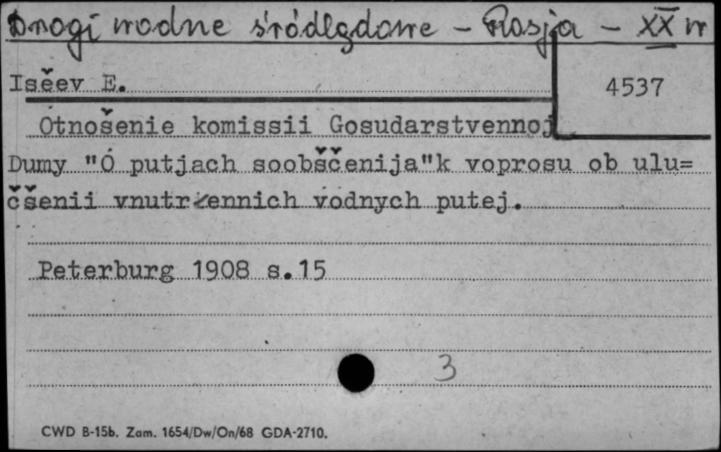 Drogi wodne śródlądowe - Rosja - XX w
Isěev E.
4537
Otnošenie komissii Gosudarstvennoj
Dumy "O putjach soobščenija"k voprosu ob ulu=
čšenii vnutrennich vodnych putej.
Peterburg 1908 s.15
3
CWD B-15b. Zam. 1654/Dw/On/68 GDA-2710.